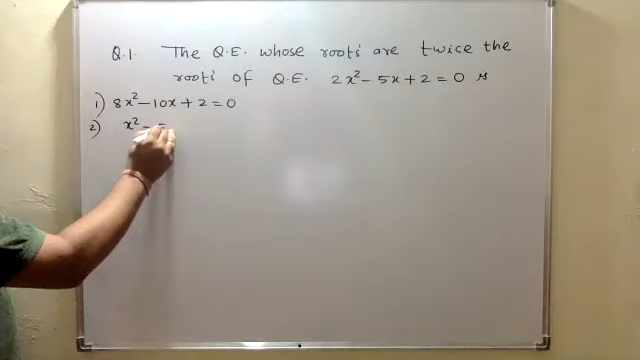 Q.1. The Q.E. whose roots are twice the
roots of Q.E. 2x² - 5x + 2 = 0 is
1) 8x² - 10x + 2 = 0
2) x² -